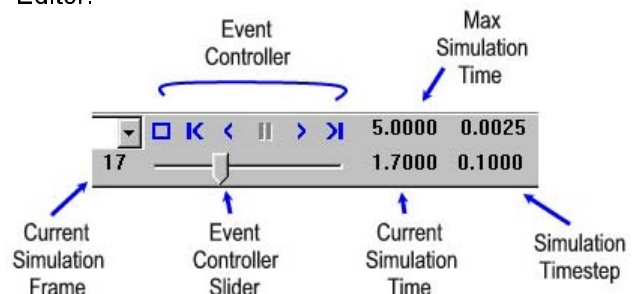 Editor.
Event
Controller
Max
Simulation
Time
5.0000 0.0025
17 1.7000 0.1000
Current
Simulation
Frame
Event
Controller
Slider
Current
Simulation
Time
Simulation
Timestep